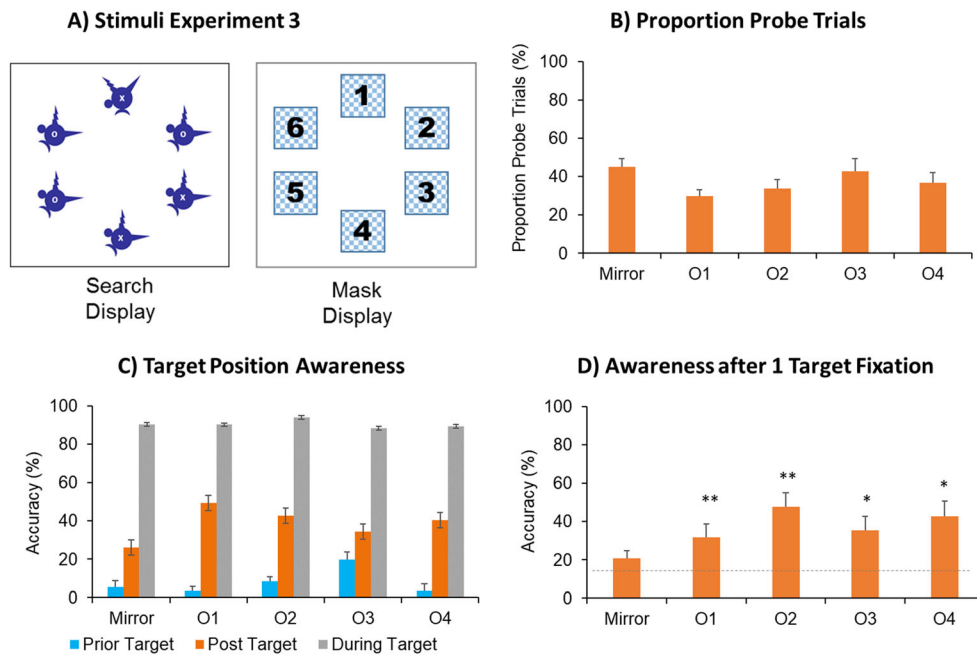 A) Stimuli Experiment 3
X
O
O
O
X
X
Search
Display
1
6
2
5
3
4
Mask
Display
B) Proportion Probe Trials
Proportion Probe Trials (%)
100
80
60
40
20
0
Mirror O1 O2 O3 O4
C) Target Position Awareness
Accuracy (%)
100
80
60
40
20
0
Mirror O1 O2 O3 O4
Prior Target Post Target During Target
D) Awareness after 1 Target Fixation
Accuracy (%)
100
80
60
40
20
0
** ** * *
Mirror O1 O2 O3 O4